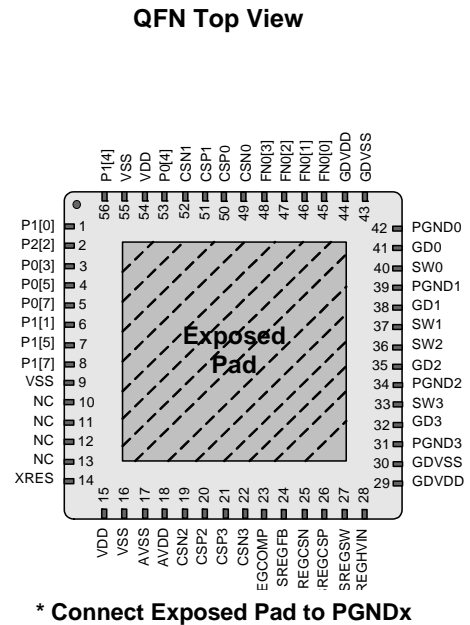 QFN Top View
P1[4] 56
VSS 55
VDD 54
P0[4] 53
CSN1 52
CSP1 51
CSP0 50
CSN0 49
FN0[3] 48
FN0[2] 47
FN0[1] 46
FN0[0] 45
GDVDD 44
GDVSS 43
P1[0] 1
P2[2] 2
P0[3] 3
P0[5] 4
P0[7] 5
P1[1] 6
P1[5] 7
P1[7] 8
VSS 9
NC 10
NC 11
NC 12
NC 13
XRES 14
Exposed
Pad
42 PGND0
41 GD0
40 SW0
39 PGND1
38 GD1
37 SW1
36 SW2
35 GD2
34 PGND2
33 SW3
32 GD3
31 PGND3
30 GDVSS
29 GDVDD
15 VDD
16 VSS
17 AVSS
18 AVDD
19 CSN2
20 CSP2
21 CSP3
22 CSN3
23 EGCOMP
24 SREGFB
25 REGCSN
26 SREGCSP
27 SREGSW
28 REGHVIN
* Connect Exposed Pad to PGNDx